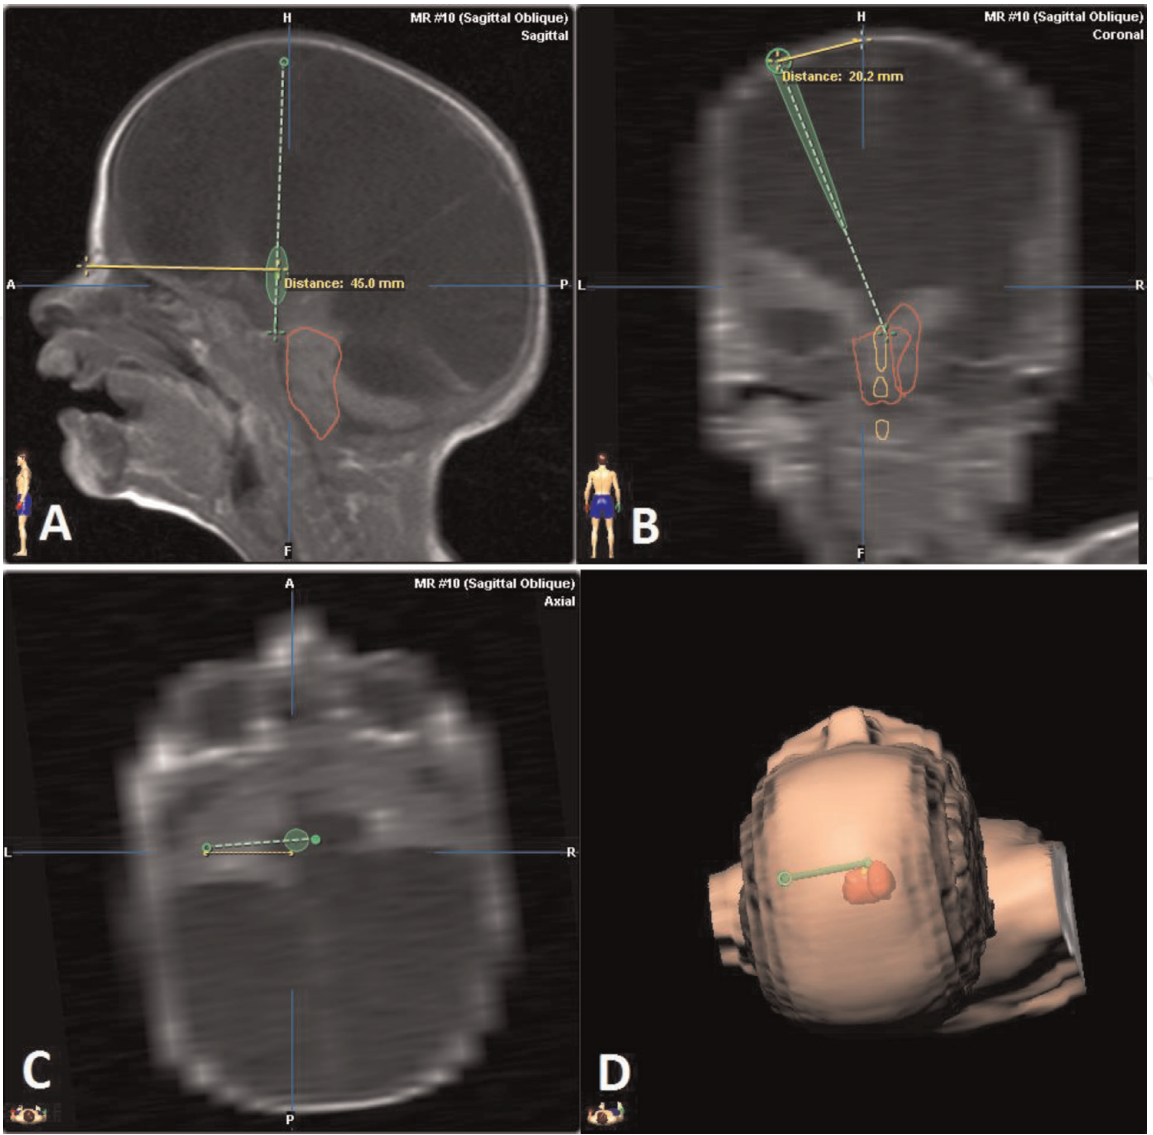 H
MR #10 (Sagittal Oblique)
Sagittal
A
P
Distance: 45.0 mm
A
F
H
MR #10 (Sagittal Oblique)
Coronal
Distance: 20.2 mm
L
R
B
F
A
MR #10 (Sagittal Oblique)
Axial
L
R
C
P
D